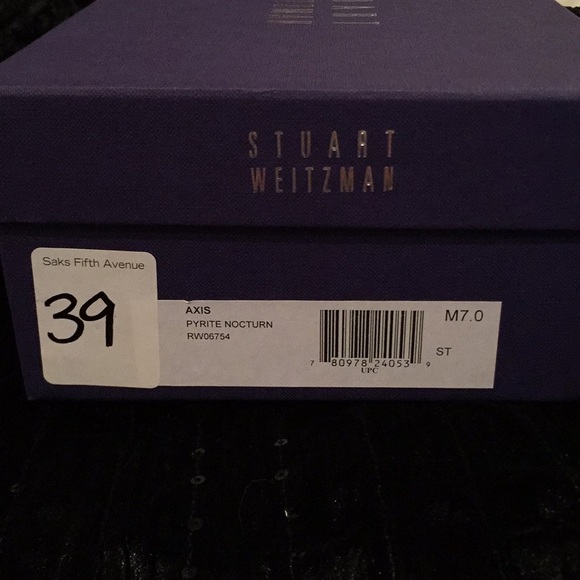 STUART
WEITZMAN
Saks Fifth Avenue
39
AXIS
PYRITE NOCTURN
RW06754
7 80978 24053 9
UPC
M7.0
ST